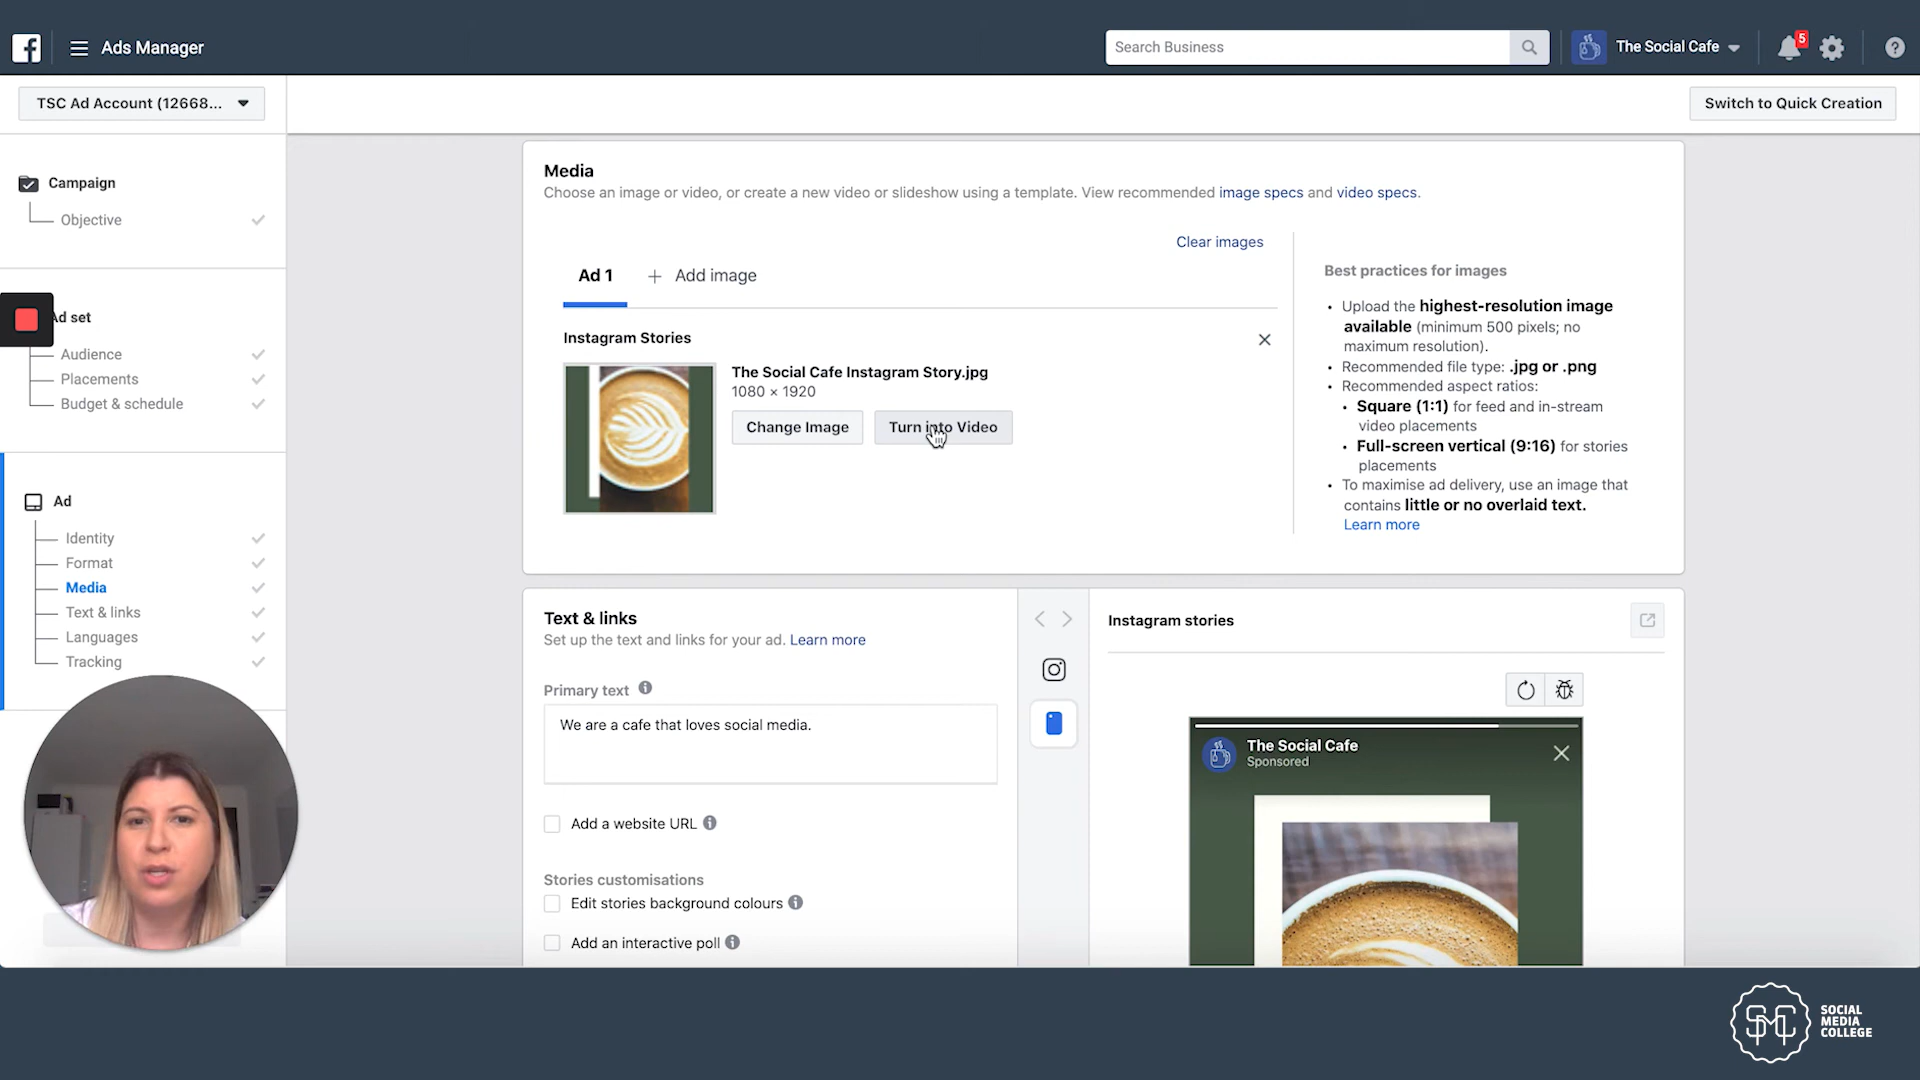 Ads Manager
Search Business
The Social Cafe
5
TSC Ad Account (12668...
Switch to Quick Creation
Campaign
Objective
Ad set
Audience
Placements
Budget & schedule
Ad
Identity
Format
Media
Text & links
Languages
Tracking
Media
Choose an image or video, or create a new video or slideshow using a template. View recommended image specs and video specs.
Clear images
Ad 1
Add image
Instagram Stories
The Social Cafe Instagram Story.jpg
1080 × 1920
Change Image
Turn into Video
Best practices for images
• Upload the highest-resolution image
available (minimum 500 pixels; no
maximum resolution).
• Recommended file type: .jpg or .png
• Recommended aspect ratios:
• Square (1:1) for feed and in-stream
video placements
• Full-screen vertical (9:16) for stories
placements
• To maximise ad delivery, use an image that
contains little or no overlaid text.
Learn more
Text & links
Set up the text and links for your ad. Learn more
Primary text
We are a cafe that loves social media.
Add a website URL
Stories customisations
Edit stories background colours
Add an interactive poll
Instagram stories
The Social Cafe
Sponsored
SMC
SOCIAL
MEDIA
COLLEGE